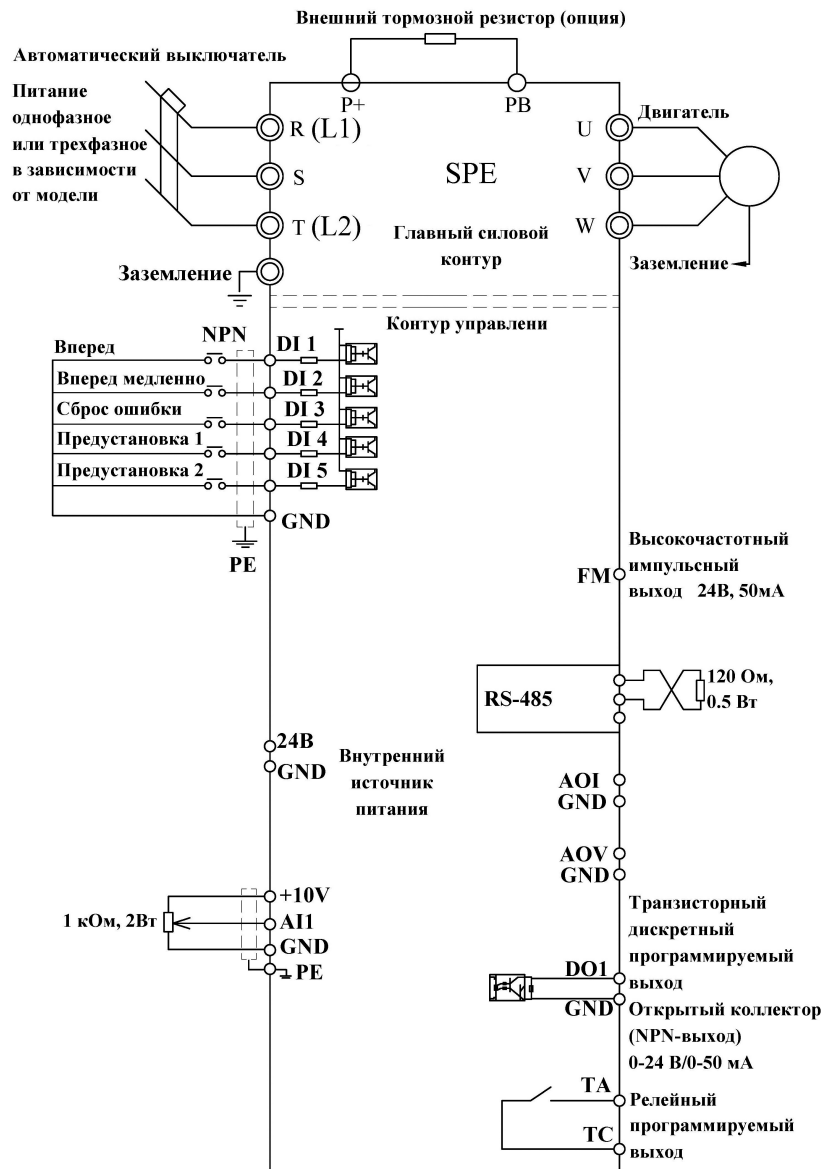 Внешний тормозной резистор (опция)
Автоматический выключатель
Питание
однофазное
или трехфазное
в зависимости
от модели
P+
PB
R (L1)
S
T (L2)
Заземление
SPE
Главный силовой
контур
U
V
W
Двигатель
Заземление
Контур управлени
NPN
Вперед
DI 1
Вперед медленно
DI 2
Сброс ошибки
DI 3
Предустановка 1
DI 4
Предустановка 2
DI 5
GND
PE
FM
Высокочастотный
импульсный
выход 24В, 50мА
RS-485
120 Ом,
0.5 Вт
24В
GND
Внутренний
источник
питания
AOI
GND
AOV
GND
+10V
1 кОм, 2Вт
AI1
GND
PE
Транзисторный
дискретный
программируемый
выход
DO1
GND
Открытый коллектор
(NPN-выход)
0-24 В/0-50 мА
TA
TC
Релейный
программируемый
выход